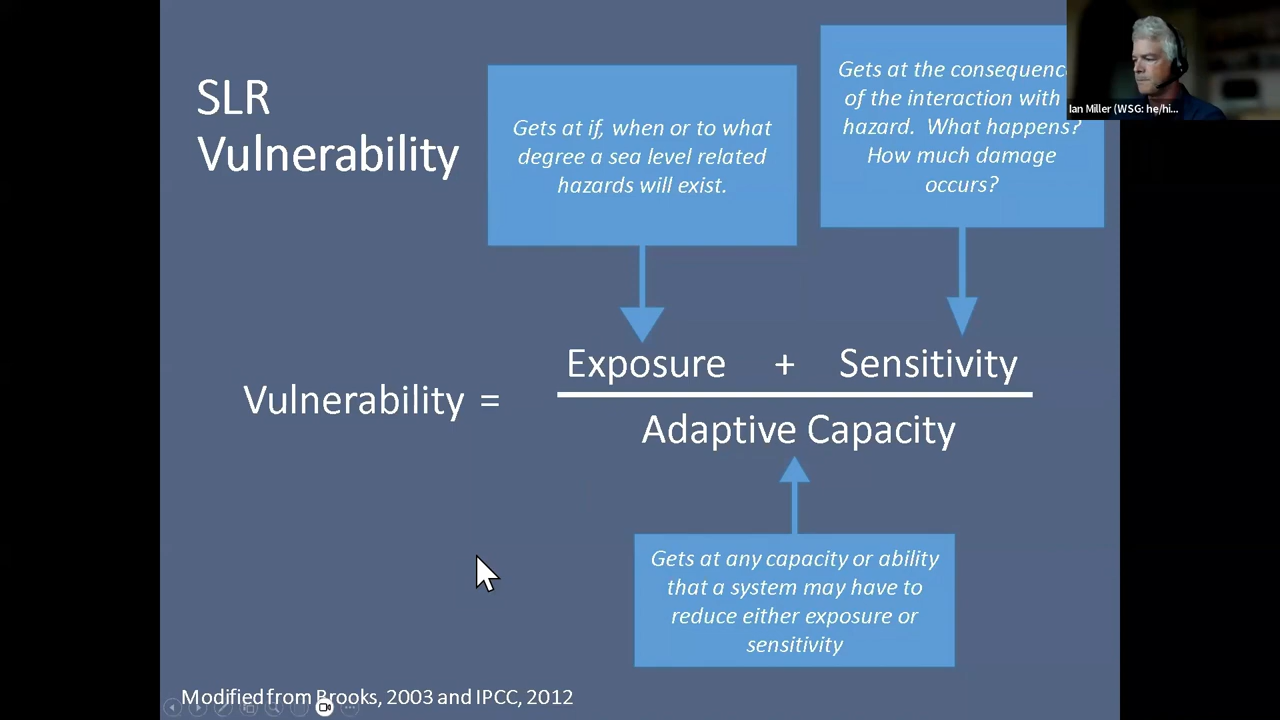 SLR
Vulnerability
Gets at if, when or to what
degree a sea level related
hazards will exist.
Gets at the consequenc
of the interaction with
hazard. What happens?
How much damage
occurs?
Ian Miller (WSG: he/hi...
Vulnerability =
Exposure + Sensitivity
Adaptive Capacity
Gets at any capacity or ability
that a system may have to
reduce either exposure or
sensitivity
Modified from Brooks, 2003 and IPCC, 2012